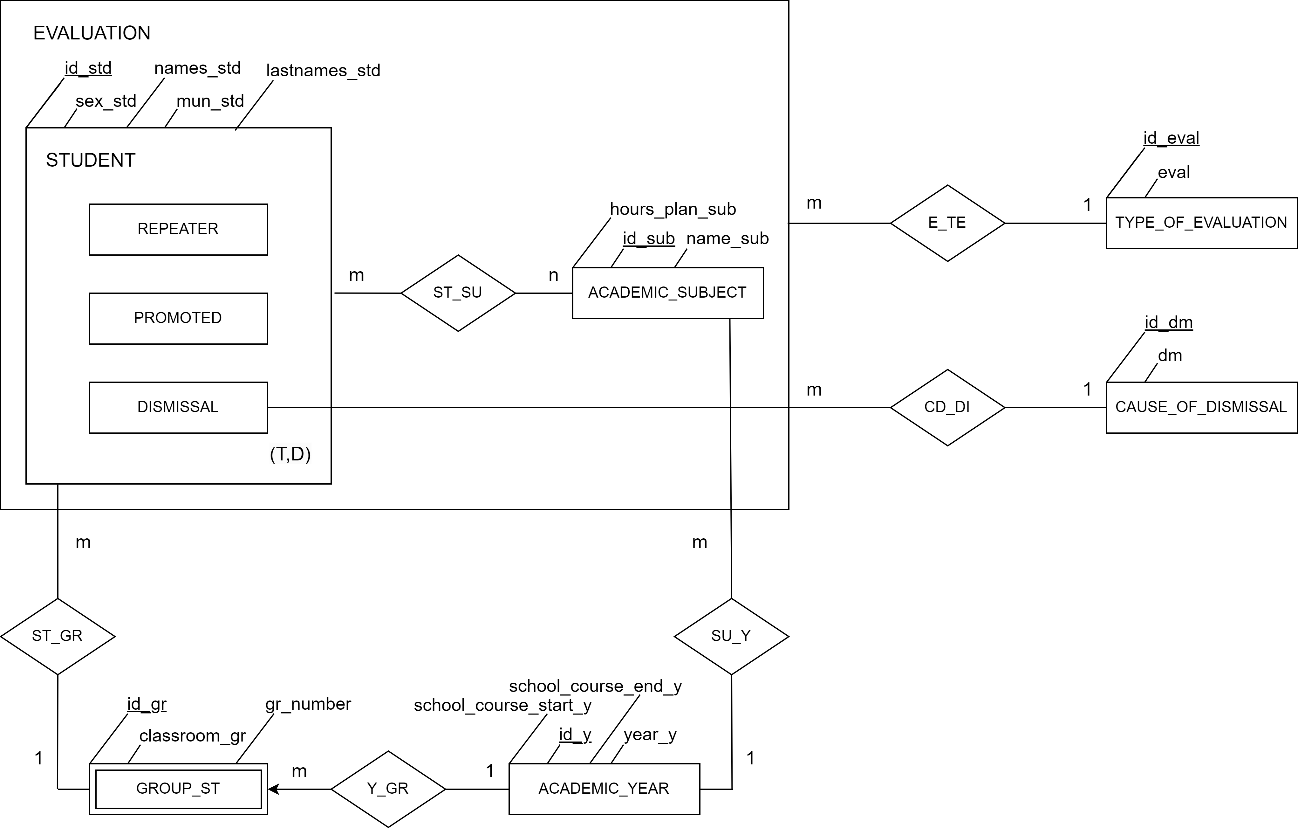 EVALUATION
id_std
names_std
lastnames_std
sex_std
mun_std
STUDENT
REPEATER
PROMOTED
DISMISSAL
(T,D)
m
ST_SU
n
hours_plan_sub
id_sub
name_sub
ACADEMIC_SUBJECT
m
E_TE
1
id_eval
eval
TYPE_OF_EVALUATION
m
CD_DI
1
id_dm
dm
CAUSE_OF_DISMISSAL
m
ST_GR
1
m
SU_Y
1
id_gr
gr_number
classroom_gr
GROUP_ST
m
Y_GR
1
school_course_end_y
school_course_start_y
id_y
year_y
ACADEMIC_YEAR